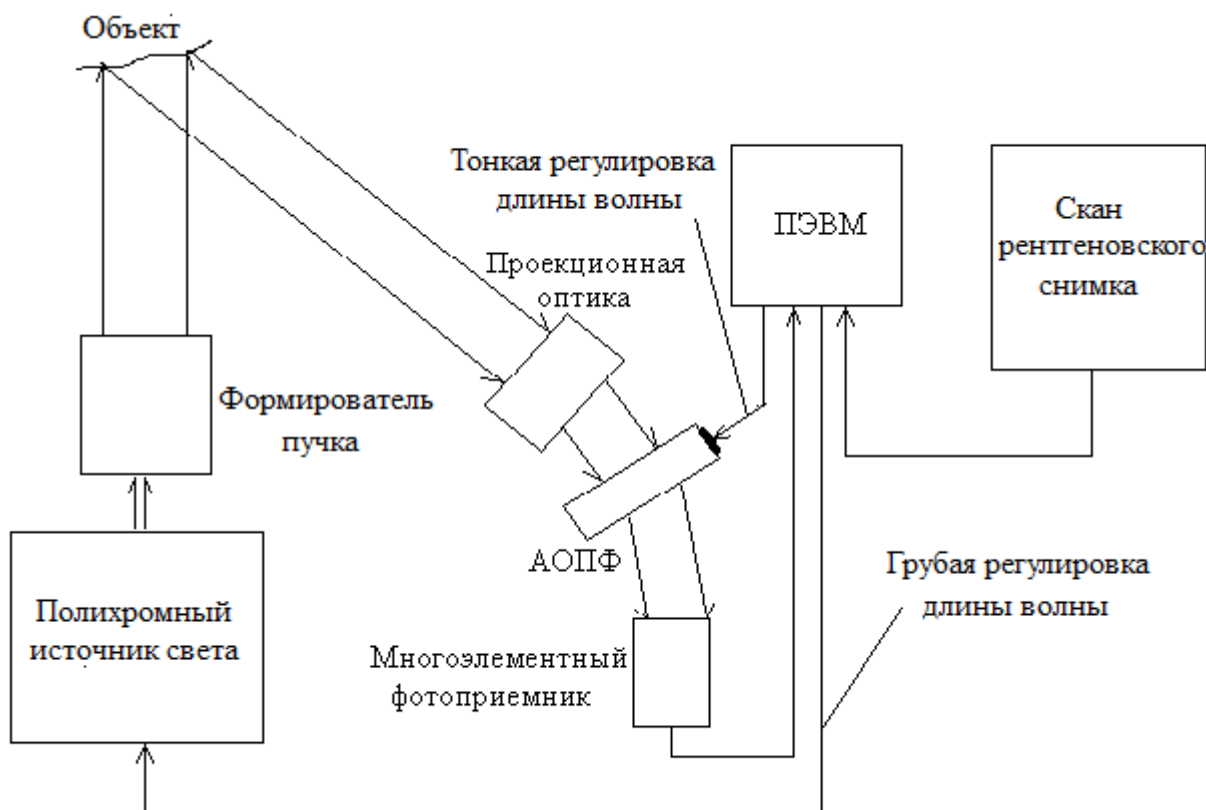 Объект
Тонкая регулировка
длины волны
ПЭВМ
Скан
рентгеновского
снимка
Проекционная
оптика
Формирователь
пучка
АОПФ
Грубая регулировка
длины волны
Полихромный
источник света
Многоэлементный
фотоприемник